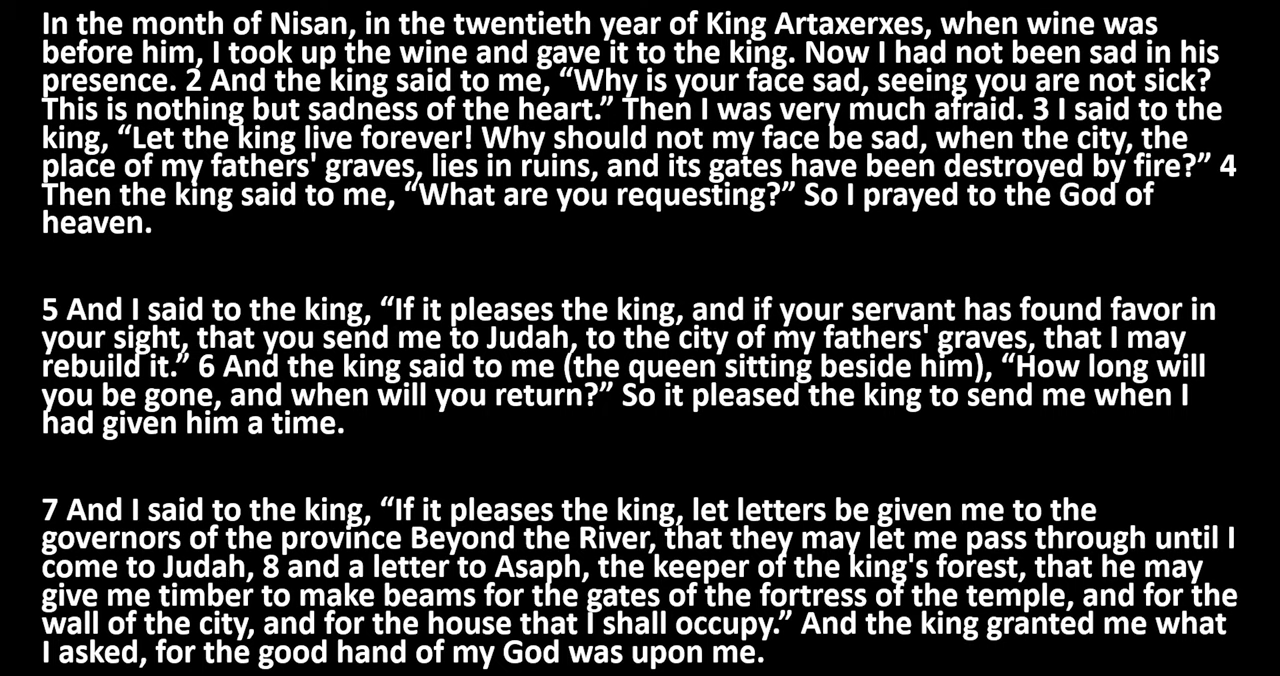 In the month of Nisan, in the twentieth year of King Artaxerxes, when wine was
before him, I took up the wine and gave it to the king. Now I had not been sad in his
presence. 2 And the king said to me, “Why is your face sad, seeing you are not sick?
This is nothing but sadness of the heart.” Then I was very much afraid. 3 I said to the
king, “Let the king live forever! Why should not my face be sad, when the city, the
place of my fathers' graves, lies in ruins, and its gates have been destroyed by fire?” 4
Then the king said to me, “What are you requesting?” So I prayed to the God of
heaven.
5 And I said to the king, “If it pleases the king, and if your servant has found favor in
your sight, that you send me to Judah, to the city of my fathers' graves, that I may
rebuild it.” 6 And the king said to me (the queen sitting beside him), “How long will
you be gone, and when will you return?” So it pleased the king to send me when I
had given him a time.
7 And I said to the king, “If it pleases the king, let letters be given me to the
governors of the province Beyond the River, that they may let me pass through until I
come to Judah, 8 and a letter to Asaph, the keeper of the king's forest, that he may
give me timber to make beams for the gates of the fortress of the temple, and for the
wall of the city, and for the house that I shall occupy.” And the king granted me what
I asked, for the good hand of my God was upon me.